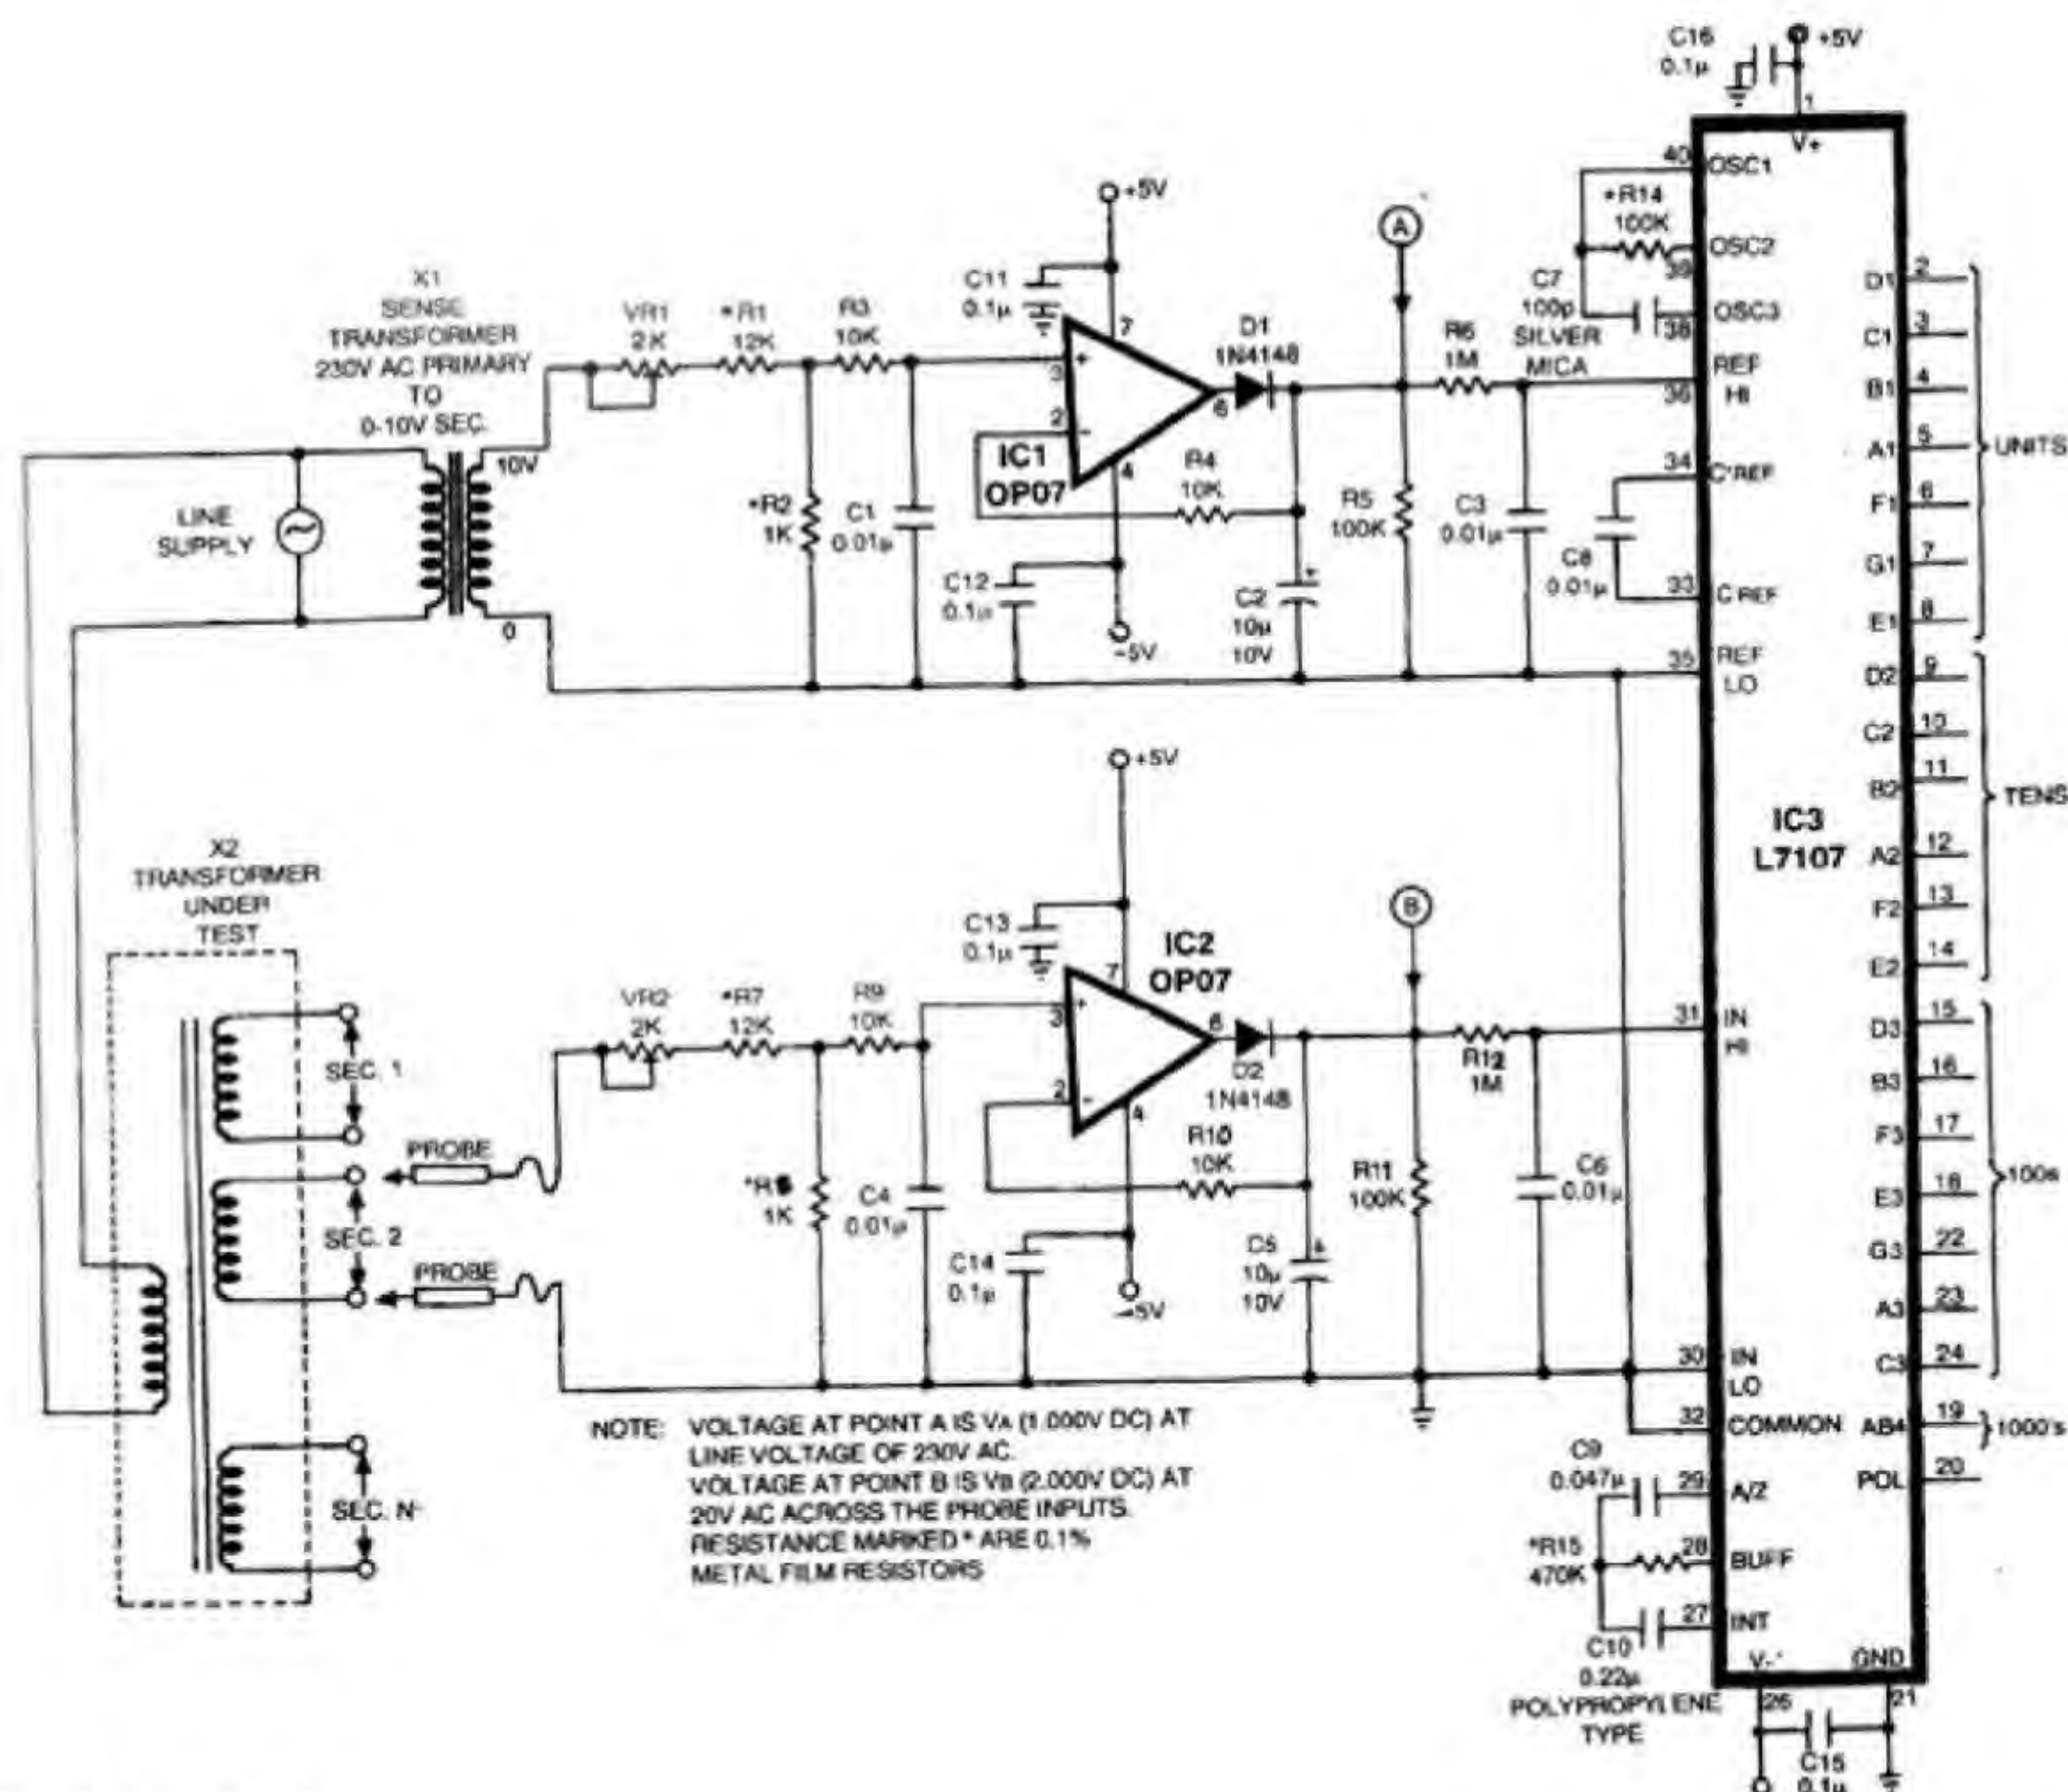 C16
0.1µ
+5V
1
V+
40
OSC1
*R14
100K
OSC2
39
C7
100p
SILVER
MICA
OSC3
38
X1
SENSE
TRANSFORMER
230V AC PRIMARY
TO
0-10V SEC.
10V
0
LINE
SUPPLY
VR1
2K
*R1
12K
R3
10K
*R2
1K
C1
0.01µ
C11
0.1µ
+5V
7
3
+
2
-
6
4
IC1
OP07
D1
1N4148
R4
10K
C12
0.1µ
-5V
C2
10µ
10V
+
A
R5
100K
R6
1M
C3
0.01µ
REF
HI
36
34
C+REF
C8
0.01µ
33
C-REF
35
REF
LO
D1 2
C1 3
B1 4
A1 5
F1 6
G1 7
E1 8
UNITS
D2 9
C2 10
B2 11
A2 12
F2 13
E2 14
TENS
IC3
L7107
D3 15
B3 16
F3 17
E3 18
G3 22
A3 23
C3 24
100s
AB4 19
1000's
POL 20
X2
TRANSFORMER
UNDER
TEST
SEC. 1
SEC. 2
SEC. N
PROBE
PROBE
VR2
2K
*R7
12K
R9
10K
1K
C4
0.01µ
C13
0.1µ
+5V
7
3
+
2
-
6
4
IC2
OP07
D2
1N4148
R10
10K
C14
0.1µ
-5V
C5
10µ
10V
+
B
R11
100K
R12
1M
C6
0.01µ
31
IN
HI
30
IN
LO
32
COMMON
C9
0.047µ
29
A/Z
*R15
470K
28
BUFF
27
INT
C10
0.22µ
POLYPROPYLENE
TYPE
V-
GND
26
21
C15
0.1µ
NOTE: VOLTAGE AT POINT A IS VA (1.000V DC) AT
LINE VOLTAGE OF 230V AC.
VOLTAGE AT POINT B IS VB (2.000V DC) AT
20V AC ACROSS THE PROBE INPUTS.
RESISTANCE MARKED * ARE 0.1%
METAL FILM RESISTORS